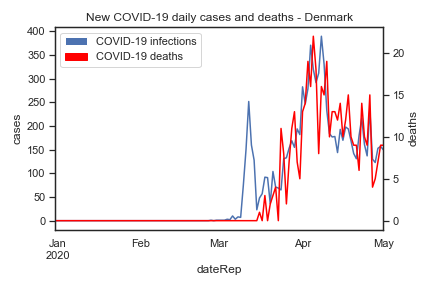 New COVID-19 daily cases and deaths - Denmark
400
350
300
250
200
150
100
50
0
cases
COVID-19 infections
COVID-19 deaths
20
15
10
5
0
deaths
Jan
2020
Feb
Mar
Apr
May
dateRep